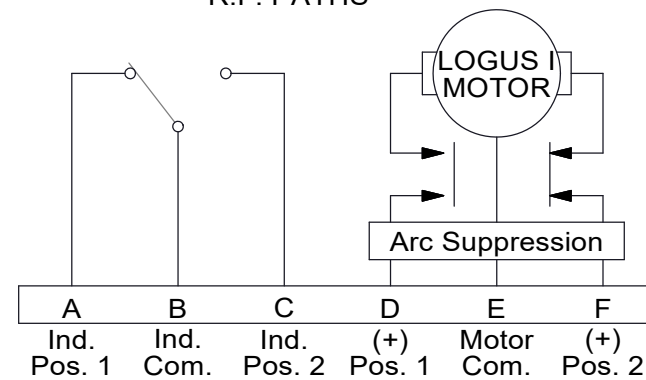 LOGUS I
MOTOR
Arc Suppression
A B C D E F
Ind. Ind. Ind. (+) Motor (+)
Pos. 1 Com. Pos. 2 Pos. 1 Com. Pos. 2